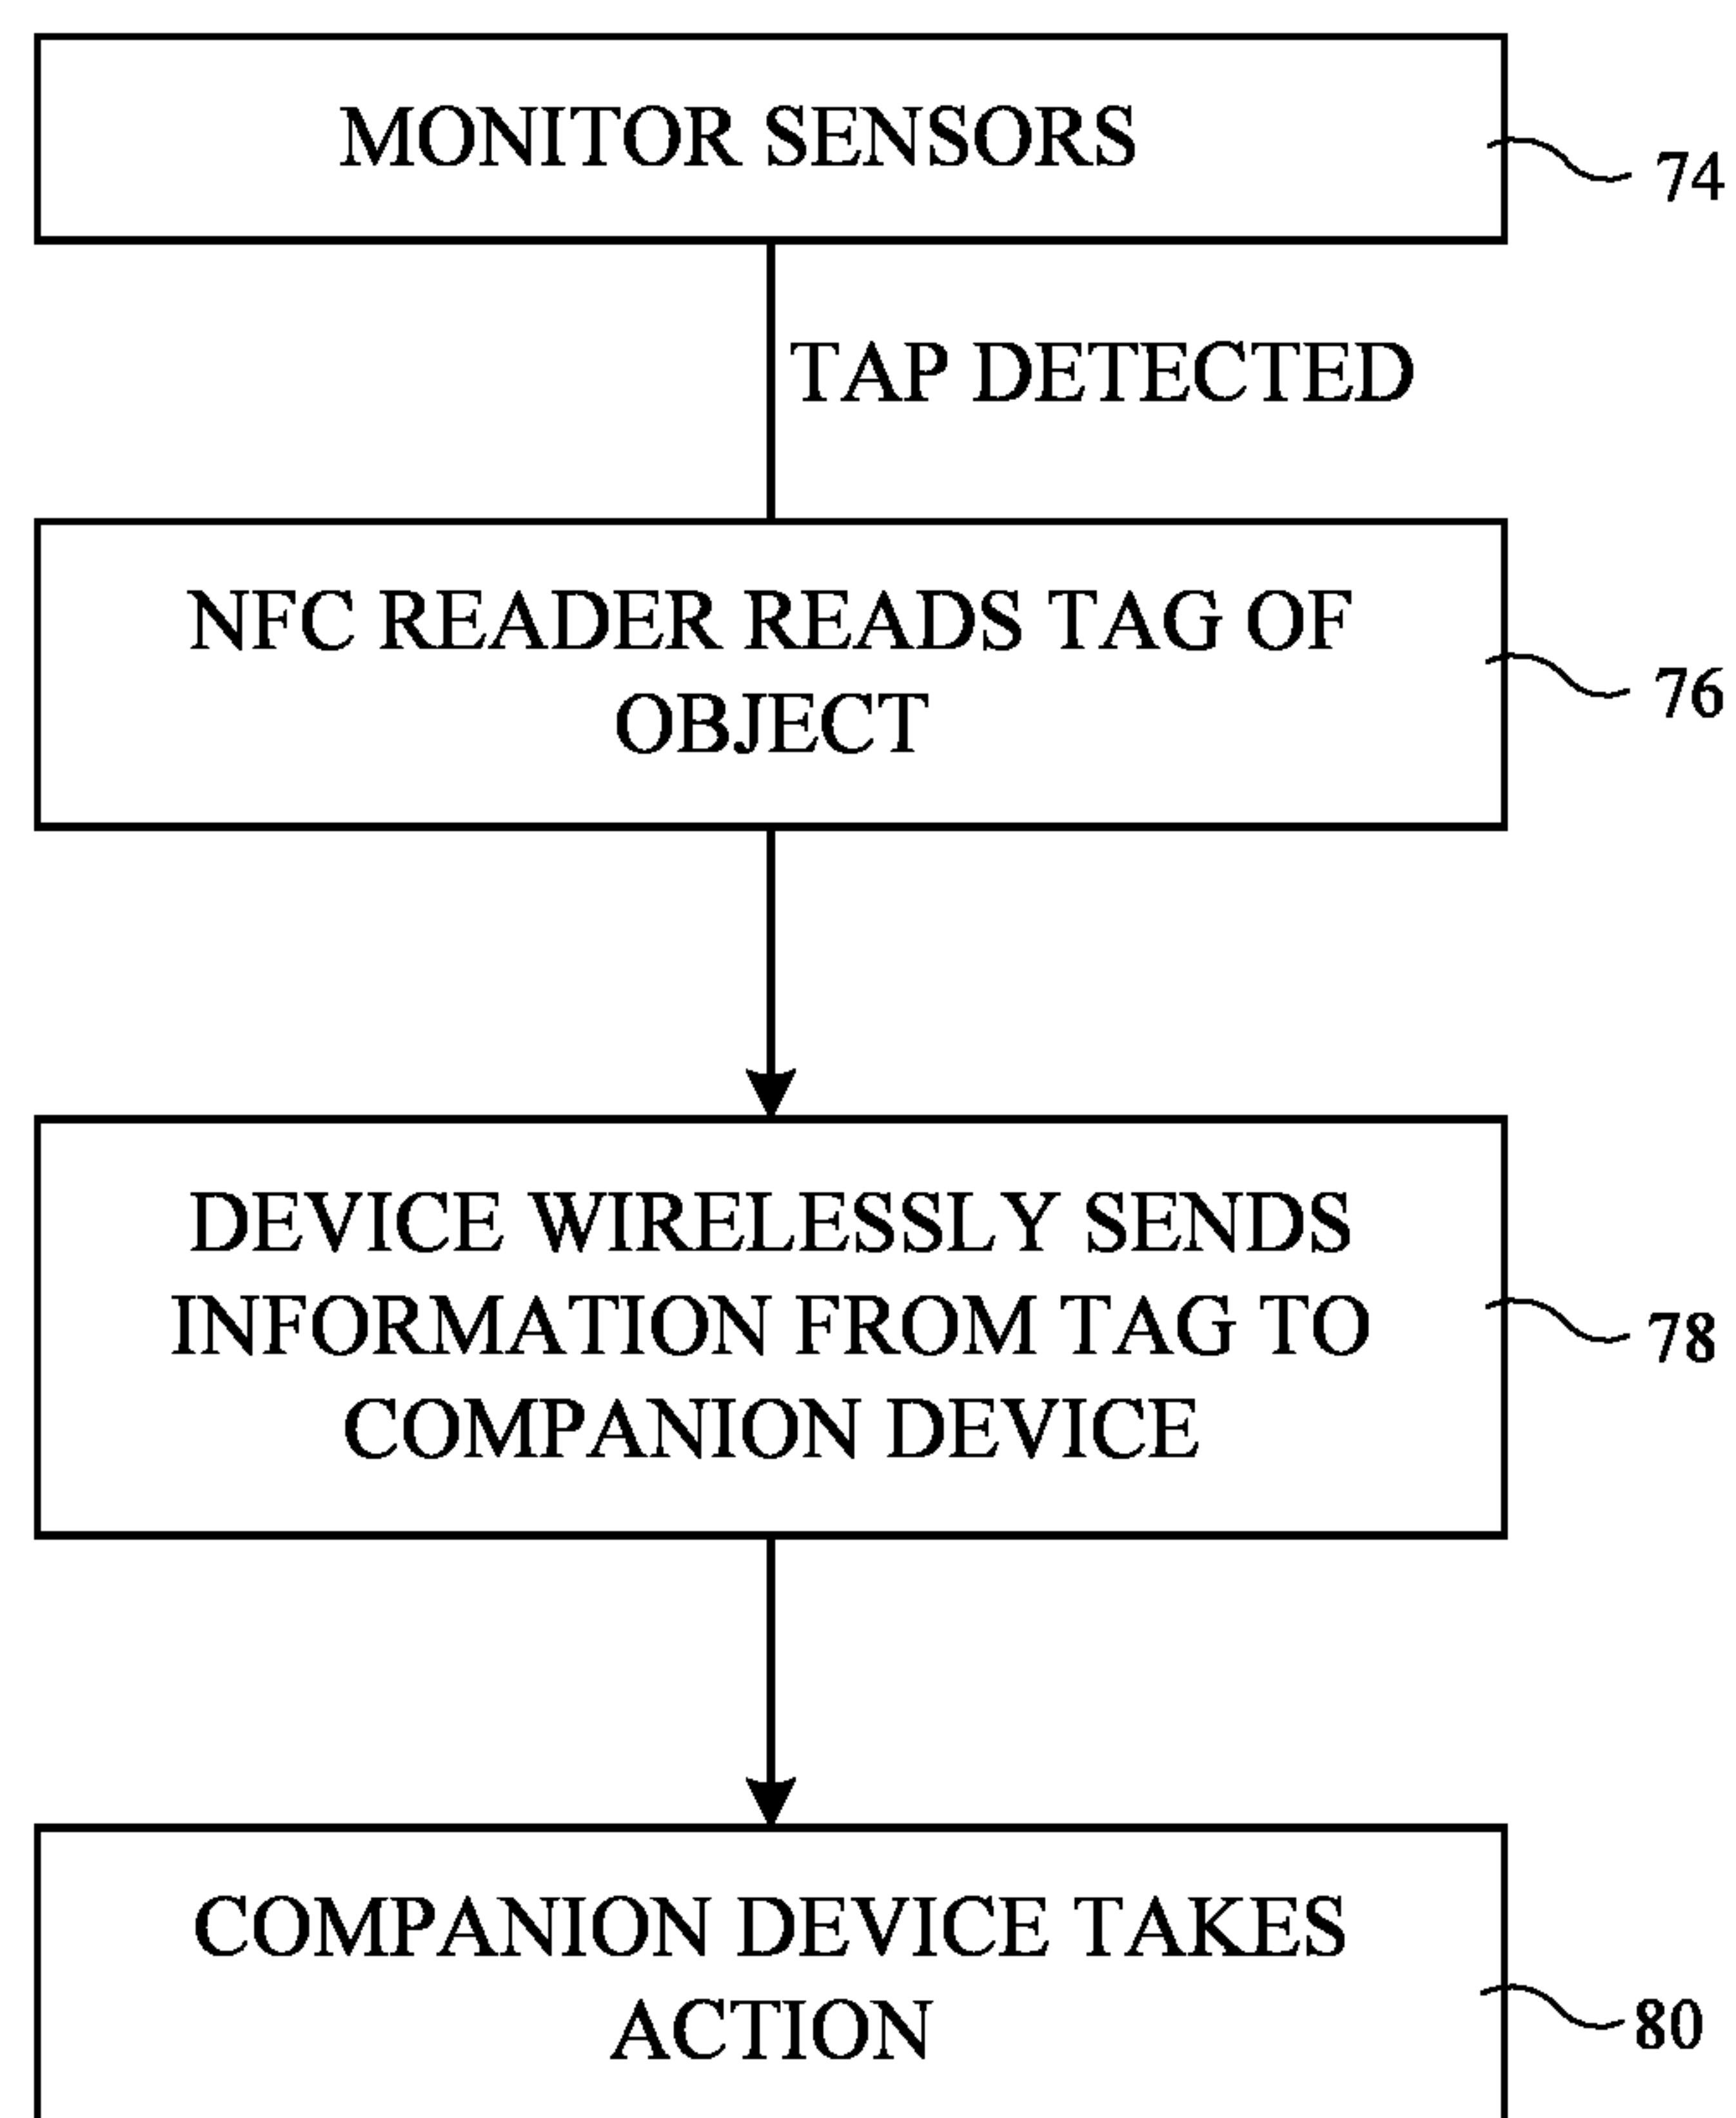 MONITOR SENSORS
74
TAP DETECTED
NFC READER READS TAG OF
OBJECT
76
DEVICE WIRELESSLY SENDS
INFORMATION FROM TAG TO
COMPANION DEVICE
78
COMPANION DEVICE TAKES
ACTION
80